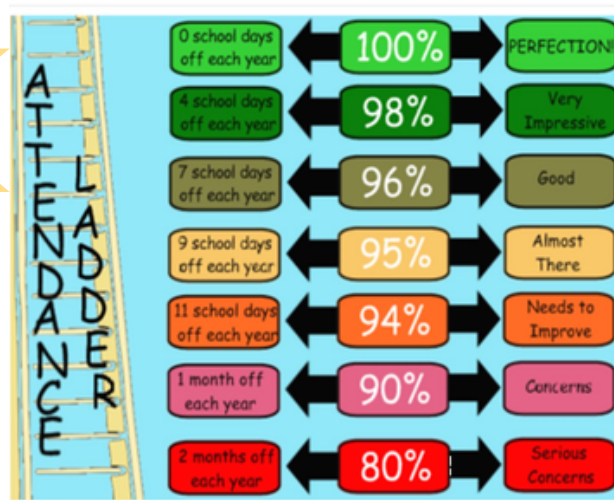 ATTENDANCE
LADDER
0 school days
off each year
100%
PERFECTION!
4 school days
off each year
98%
Very
Impressive
7 school days
off each year
96%
Good
9 school days
off each year
95%
Almost
There
11 school days
off each year
94%
Needs to
Improve
1 month off
each year
90%
Concerns
2 months off
each year
80%
Serious
Concerns